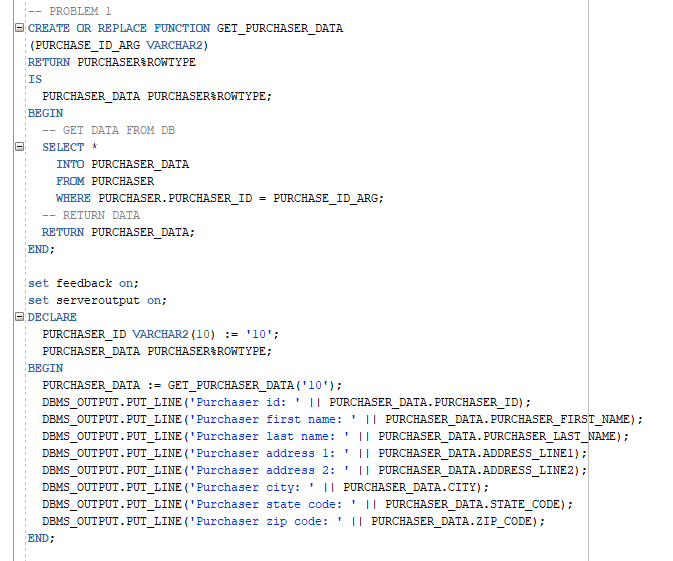 -- PROBLEM 1
CREATE OR REPLACE FUNCTION GET_PURCHASER_DATA
(PURCHASE_ID_ARG VARCHAR2)
RETURN PURCHASER%ROWTYPE
IS
  PURCHASER_DATA PURCHASER%ROWTYPE;
BEGIN
  -- GET DATA FROM DB
  SELECT *
    INTO PURCHASER_DATA
    FROM PURCHASER
    WHERE PURCHASER.PURCHASER_ID = PURCHASE_ID_ARG;
  -- RETURN DATA
  RETURN PURCHASER_DATA;
END;

set feedback on;
set serveroutput on;
DECLARE
  PURCHASER_ID VARCHAR2(10) := '10';
  PURCHASER_DATA PURCHASER%ROWTYPE;
BEGIN
  PURCHASER_DATA := GET_PURCHASER_DATA('10');
  DBMS_OUTPUT.PUT_LINE('Purchaser id: ' || PURCHASER_DATA.PURCHASER_ID);
  DBMS_OUTPUT.PUT_LINE('Purchaser first name: ' || PURCHASER_DATA.PURCHASER_FIRST_NAME);
  DBMS_OUTPUT.PUT_LINE('Purchaser last name: ' || PURCHASER_DATA.PURCHASER_LAST_NAME);
  DBMS_OUTPUT.PUT_LINE('Purchaser address 1: ' || PURCHASER_DATA.ADDRESS_LINE1);
  DBMS_OUTPUT.PUT_LINE('Purchaser address 2: ' || PURCHASER_DATA.ADDRESS_LINE2);
  DBMS_OUTPUT.PUT_LINE('Purchaser city: ' || PURCHASER_DATA.CITY);
  DBMS_OUTPUT.PUT_LINE('Purchaser state code: ' || PURCHASER_DATA.STATE_CODE);
  DBMS_OUTPUT.PUT_LINE('Purchaser zip code: ' || PURCHASER_DATA.ZIP_CODE);
END;